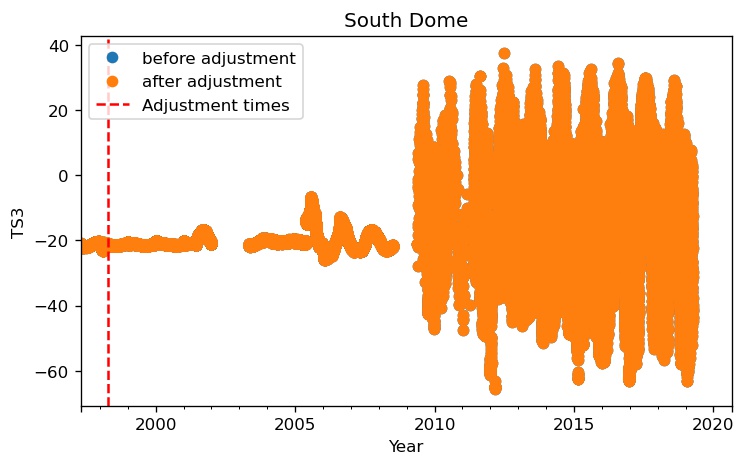 South Dome
before adjustment
after adjustment
Adjustment times
TS3
40
20
0
−20
−40
−60
2000
2005
2010
2015
2020
Year